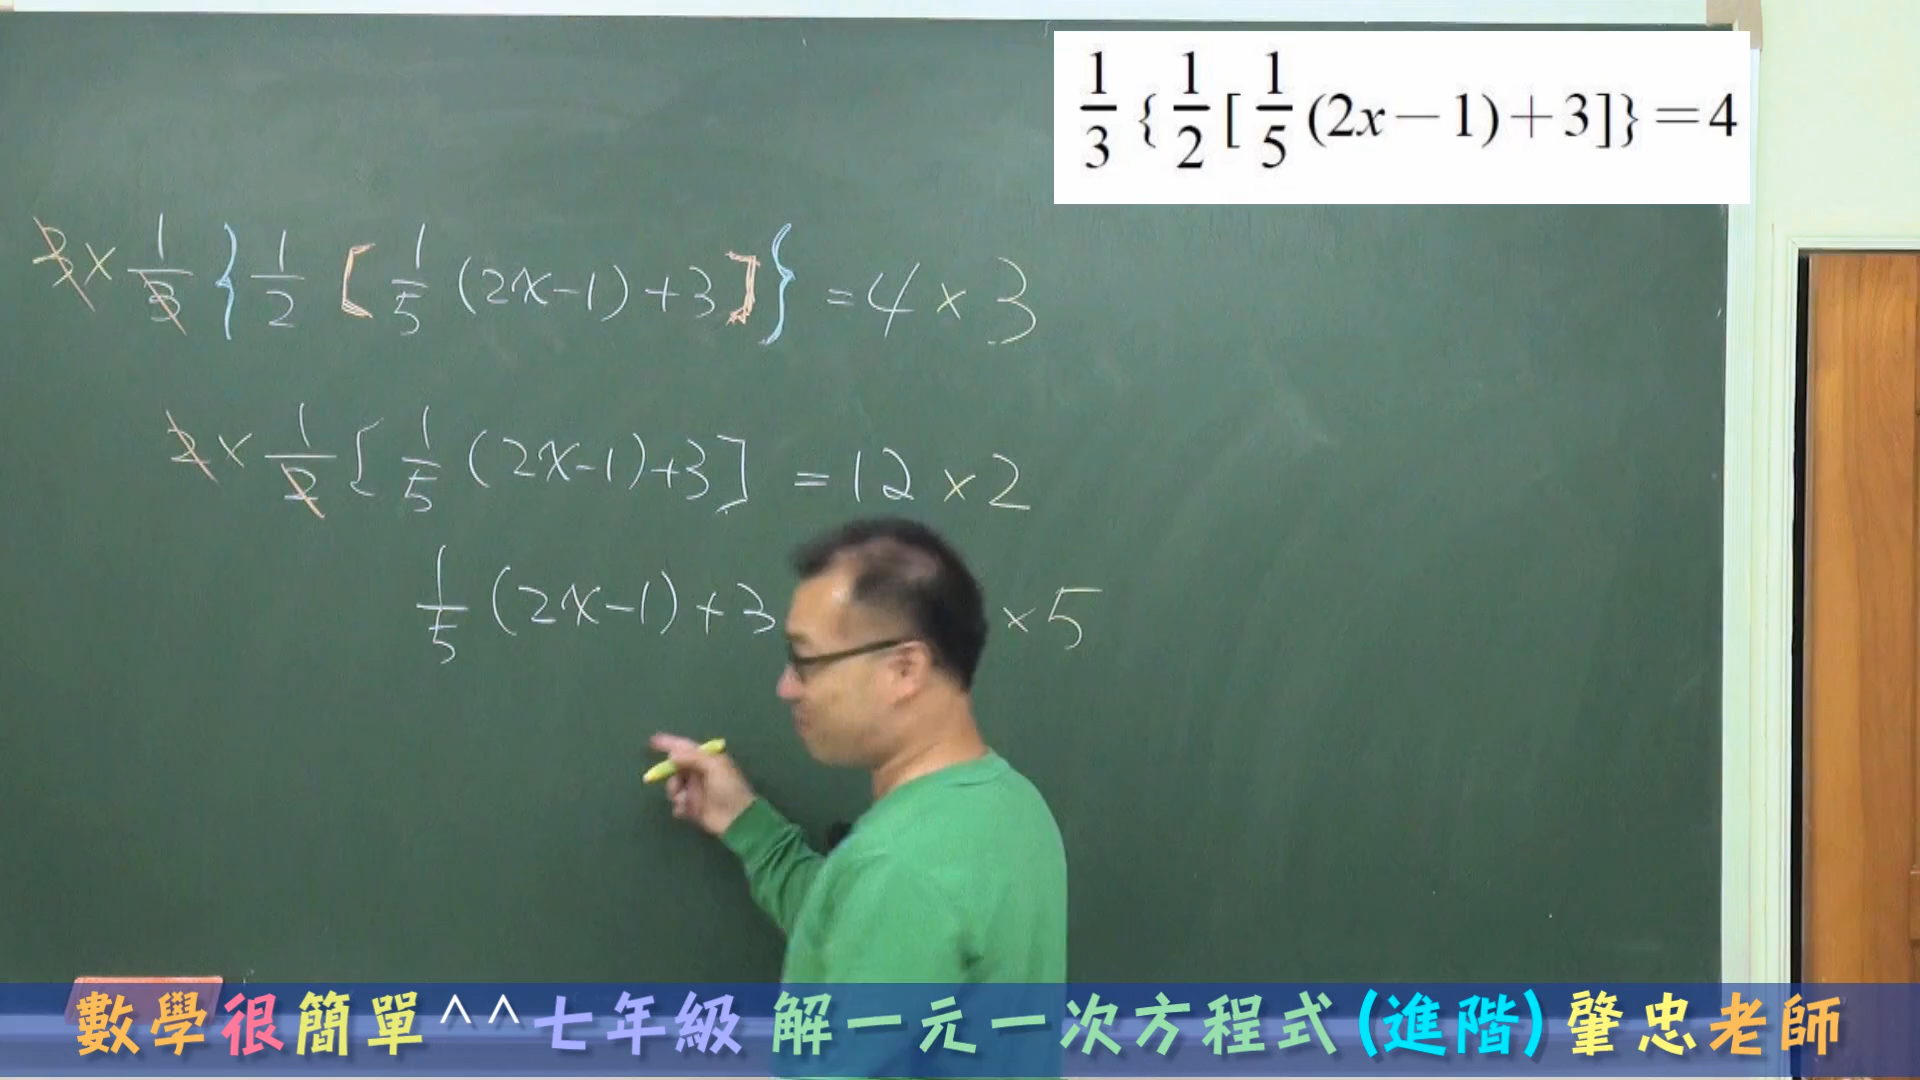 1/3 { 1/2 [ 1/5 (2x－1)＋3]}＝4
3× 1/3 { 1/2 [ 1/5 (2x-1)+3]} = 4×3
2× 1/2 [ 1/5 (2x-1)+3] = 12×2
1/5 (2x-1)+3 ×5
數學很簡單^^七年級 解一元一次方程式(進階) 肇忠老師